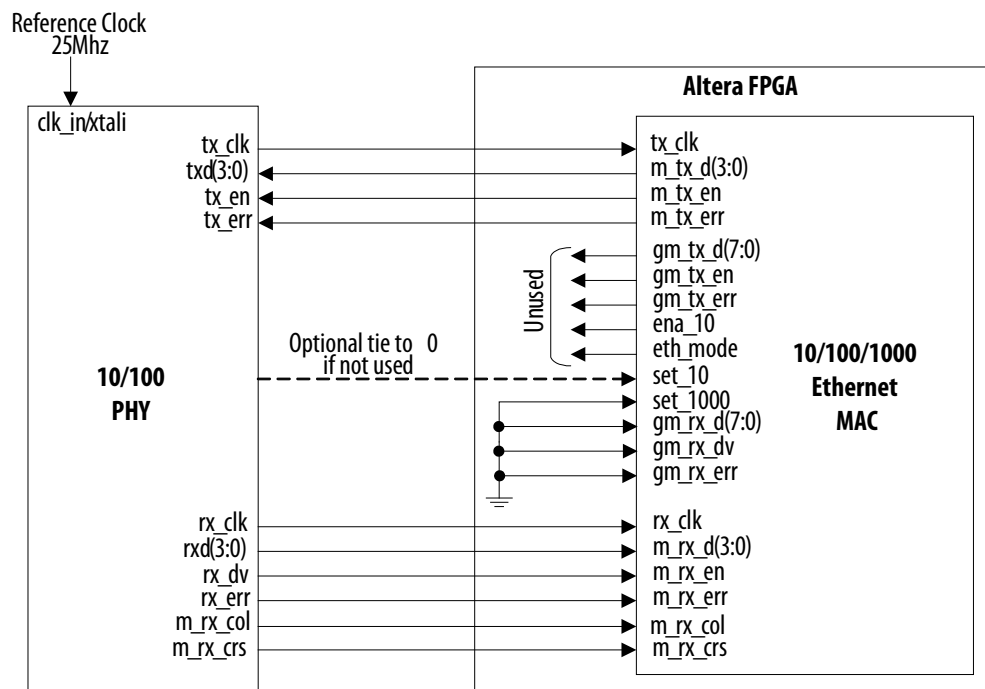 Reference Clock
25Mhz
Altera FPGA
clk_in/xtali
tx_clk
txd(3:0)
tx_en
tx_err
tx_clk
m_tx_d(3:0)
m_tx_en
m_tx_err
Unused
gm_tx_d(7:0)
gm_tx_en
gm_tx_err
ena_10
eth_mode
Optional tie to 0
if not used
set_10
set_1000
gm_rx_d(7:0)
gm_rx_dv
gm_rx_err
10/100
PHY
10/100/1000
Ethernet
MAC
rx_clk
rxd(3:0)
rx_dv
rx_err
m_rx_col
m_rx_crs
rx_clk
m_rx_d(3:0)
m_rx_en
m_rx_err
m_rx_col
m_rx_crs